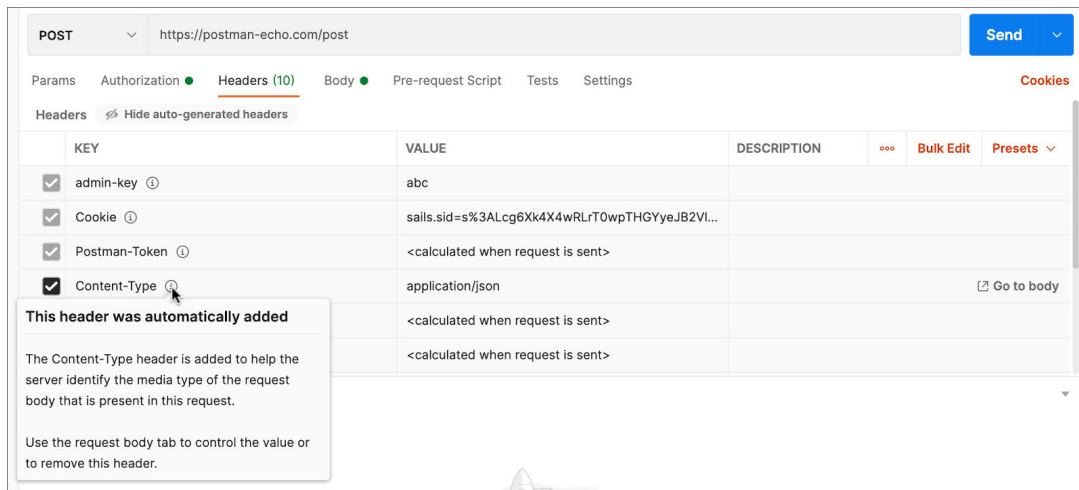 POST https://postman-echo.com/post Send
Params Authorization Headers (10) Body Pre-request Script Tests Settings Cookies
Headers Hide auto-generated headers
KEY VALUE DESCRIPTION Bulk Edit Presets
admin-key abc
Cookie sails.sid=s%3ALcg6Xk4X4wRLrT0wpTHGYyeJB2Vl...
Postman-Token <calculated when request is sent>
Content-Type application/json Go to body
This header was automatically added
<calculated when request is sent>
<calculated when request is sent>
The Content-Type header is added to help the
server identify the media type of the request
body that is present in this request.
Use the request body tab to control the value or
to remove this header.